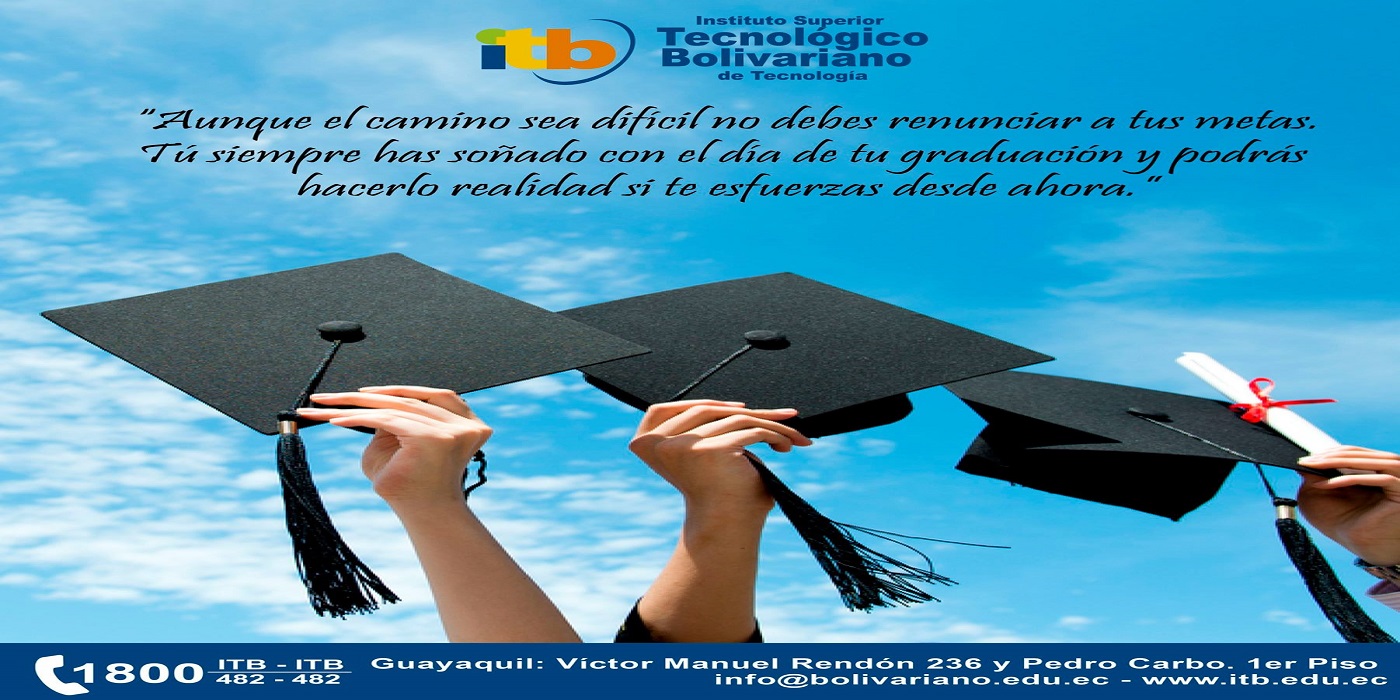 itb
Instituto Superior
Tecnológico
Bolivariano
de Tecnología
"Aunque el camino sea difícil no debes renunciar a tus metas.
Tú siempre has soñado con el día de tu graduación y podrás
hacerlo realidad si te esfuerzas desde ahora."
1800 ITB - ITB
482 - 482
Guayaquil: Víctor Manuel Rendón 236 y Pedro Carbo. 1er Piso
info@bolivariano.edu.ec - www.itb.edu.ec